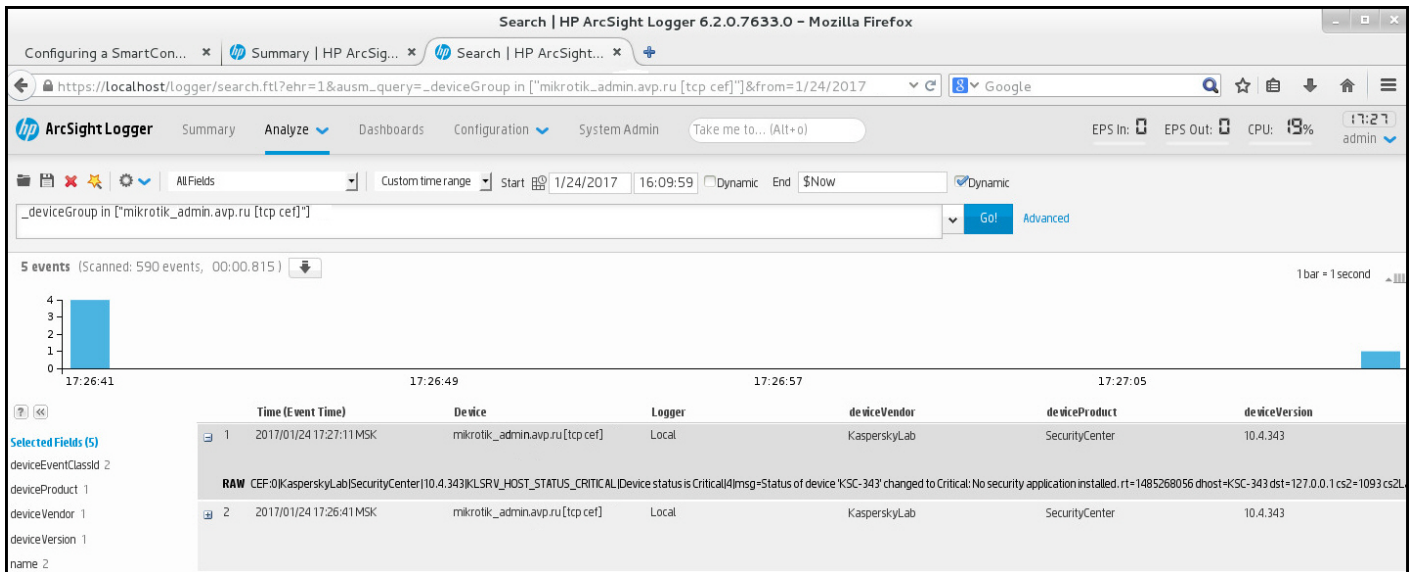 Search | HP ArcSight Logger 6.2.0.7633.0 - Mozilla Firefox
Configuring a SmartCon... Summary | HP ArcSig... Search | HP ArcSight...
https://localhost/logger/search.ftl?ehr=1&ausm_query=_deviceGroup in ["mikrotik_admin.avp.ru [tcp cef]"]&from=1/24/2017 Google
hp ArcSight Logger Summary Analyze Dashboards Configuration System Admin Take me to... (Alt+o) EPS In: 0 EPS Out: 0 CPU: 19% 17:27
admin
All Fields Custom time range Start 1/24/2017 16:09:59 Dynamic End $Now Dynamic
_deviceGroup in ["mikrotik_admin.avp.ru [tcp cef]"] Go! Advanced
5 events (Scanned: 590 events, 00:00.815) 1 bar = 1 second
4
3
2
1
0
17:26:41 17:26:49 17:26:57 17:27:05
Time (Event Time) Device Logger deviceVendor deviceProduct deviceVersion
Selected Fields (5) 1 2017/01/24 17:27:11 MSK mikrotik_admin.avp.ru [tcp cef] Local KasperskyLab SecurityCenter 10.4.343
deviceEventClassId 2
deviceProduct 1 RAW CEF:0|KasperskyLab|SecurityCenter|10.4.343|KLSRV_HOST_STATUS_CRITICAL|Device status is Critical|4|msg=Status of device 'KSC-343' changed to Critical: No security application installed. rt=1485268056 dhost=KSC-343 dst=127.0.0.1 cs2=1093 cs2L
deviceVendor 1 2 2017/01/24 17:26:41 MSK mikrotik_admin.avp.ru [tcp cef] Local KasperskyLab SecurityCenter 10.4.343
deviceVersion 1
name 2